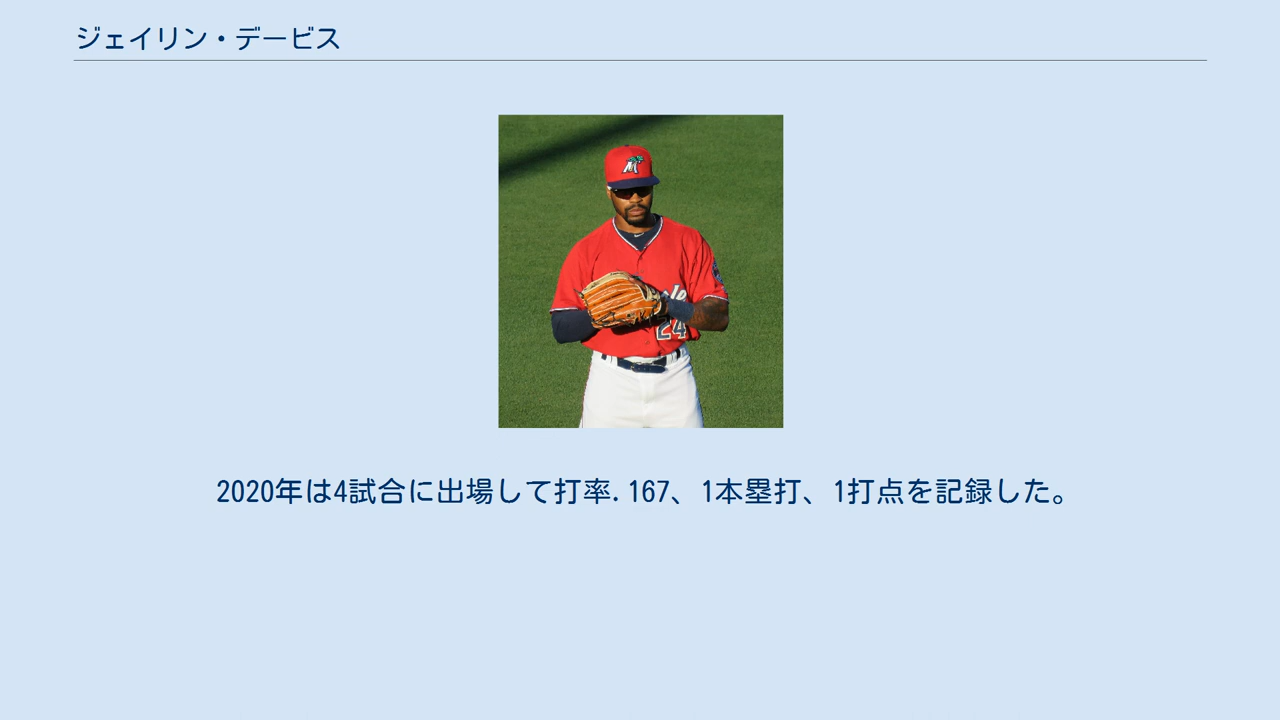 ジェイリン・デービス
M
24
2020年は4試合に出場して打率.167、1本塁打、1打点を記録した。